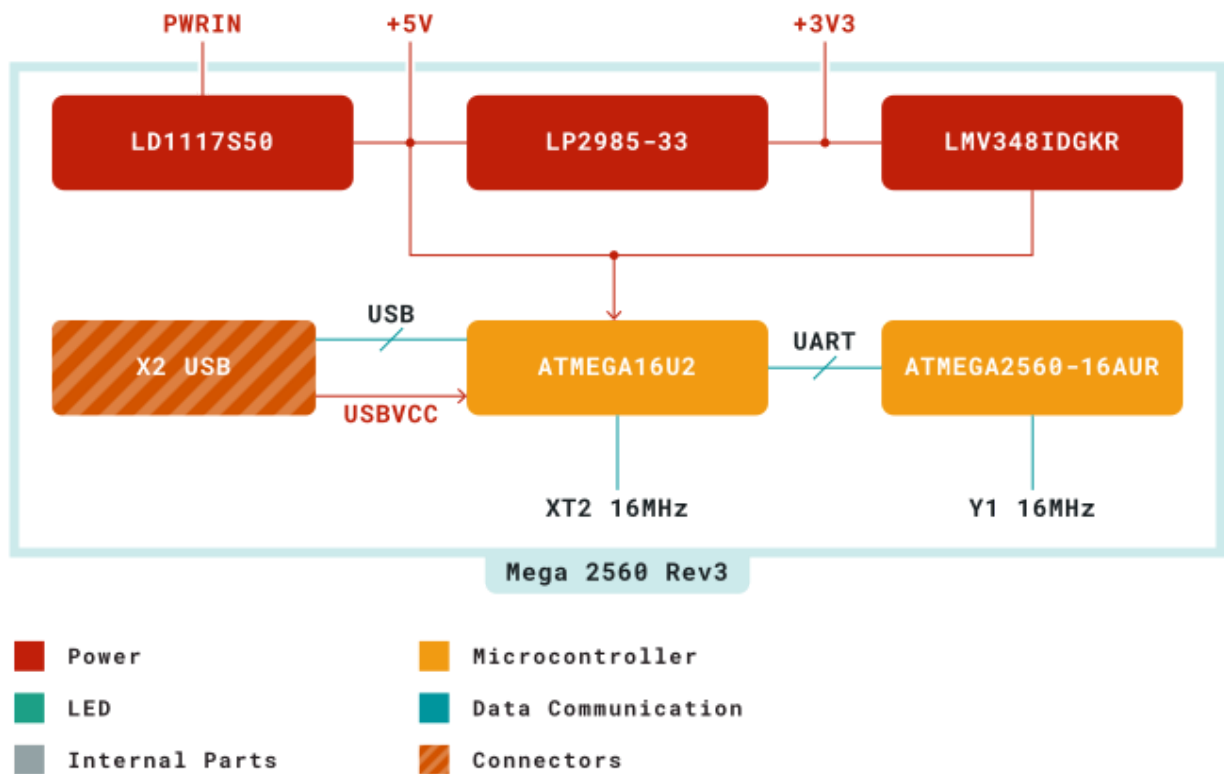 PWRIN
+5V
+3V3
LD1117S50
LP2985-33
LMV348IDGKR
USB
UART
X2 USB
ATMEGA16U2
ATMEGA2560-16AUR
USBVCC
XT2 16MHz
Y1 16MHz
Mega 2560 Rev3
Power
Microcontroller
LED
Data Communication
Internal Parts
Connectors